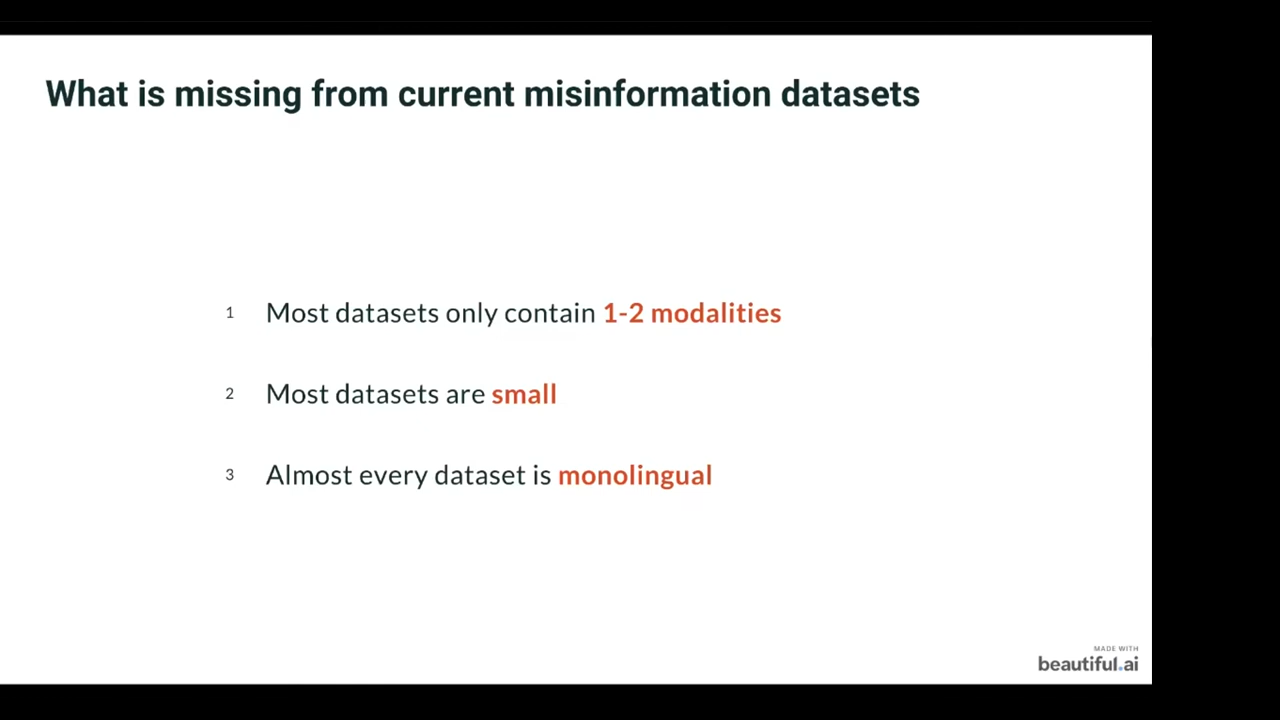 What is missing from current misinformation datasets
1 Most datasets only contain 1-2 modalities
2 Most datasets are small
3 Almost every dataset is monolingual
MADE WITH
beautiful.ai